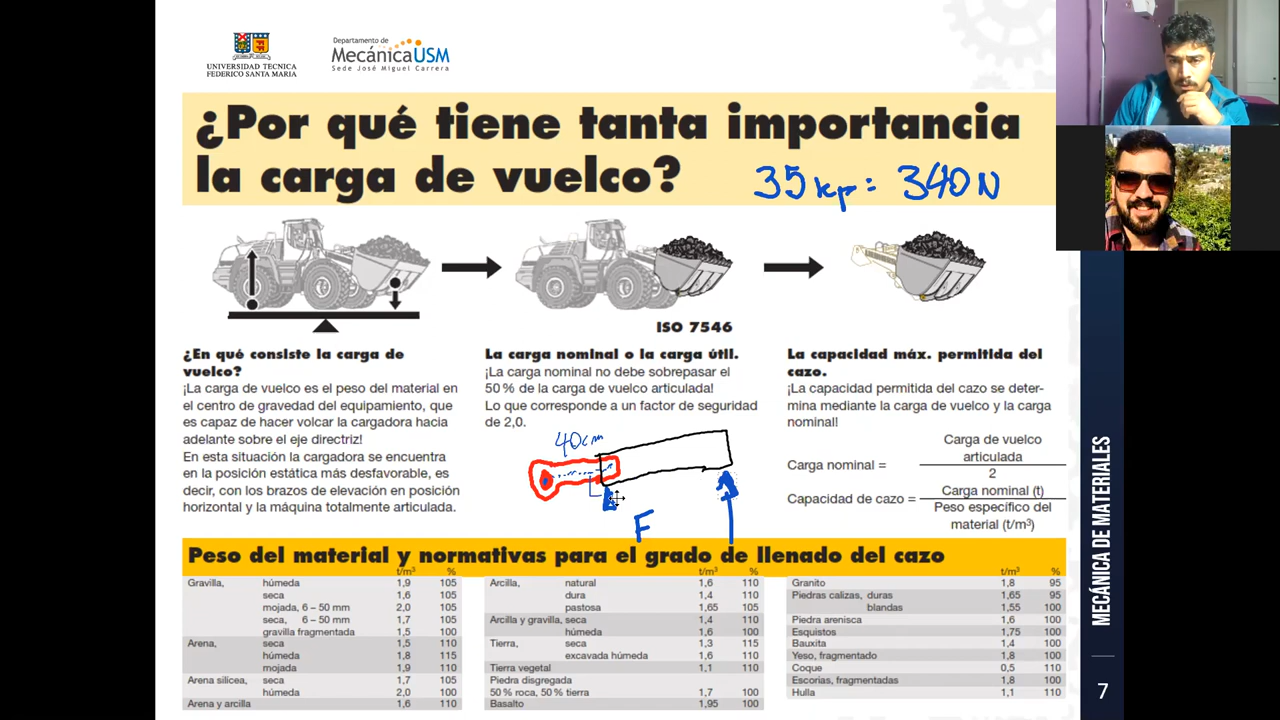 UNIVERSIDAD TECNICA
FEDERICO SANTA MARIA
Departamento de
MecánicaUSM
Sede José Miguel Carrera
¿Por qué tiene tanta importancia
la carga de vuelco?
35 kp = 340 N
ISO 7546
¿En qué consiste la carga de
vuelco?
¡La carga de vuelco es el peso del material en
el centro de gravedad del equipamiento, que
es capaz de hacer volcar la cargadora hacia
adelante sobre el eje directriz!
En esta situación la cargadora se encuentra
en la posición estática más desfavorable, es
decir, con los brazos de elevación en posición
horizontal y la máquina totalmente articulada.
La carga nominal o la carga útil.
¡La carga nominal no debe sobrepasar el
50 % de la carga de vuelco articulada!
Lo que corresponde a un factor de seguridad
de 2,0.
40cm
F
La capacidad máx. permitida del
cazo.
¡La capacidad permitida del cazo se deter-
mina mediante la carga de vuelco y la carga
nominal!
Carga nominal =
Carga de vuelco
articulada
2
Capacidad de cazo =
Carga nominal (t)
Peso específico del
material (t/m³)
Peso del material y normativas para el grado de llenado del cazo
t/m³ %
Gravilla, húmeda 1,9 105
seca 1,6 105
mojada, 6 – 50 mm 2,0 105
seca, 6 – 50 mm 1,7 105
gravilla fragmentada 1,5 100
Arena, seca 1,5 110
húmeda 1,8 115
mojada 1,9 110
Arena silícea, seca 1,7 105
húmeda 2,0 100
Arena y arcilla 1,6 110
t/m³ %
Arcilla, natural 1,6 110
dura 1,4 110
pastosa 1,65 105
Arcilla y gravilla, seca 1,4 110
húmeda 1,6 100
Tierra, seca 1,3 115
excavada húmeda 1,6 110
Tierra vegetal 1,1 110
Piedra disgregada
50 % roca, 50 % tierra 1,7 100
Basalto 1,95 100
t/m³ %
Granito 1,8 95
Piedras calizas, duras 1,65 95
blandas 1,55 100
Piedra arenisca 1,6 100
Esquistos 1,75 100
Bauxita 1,4 100
Yeso, fragmentado 1,8 100
Coque 0,5 110
Escorias, fragmentadas 1,8 100
Hulla 1,1 110
MECÁNICA DE MATERIALES
7